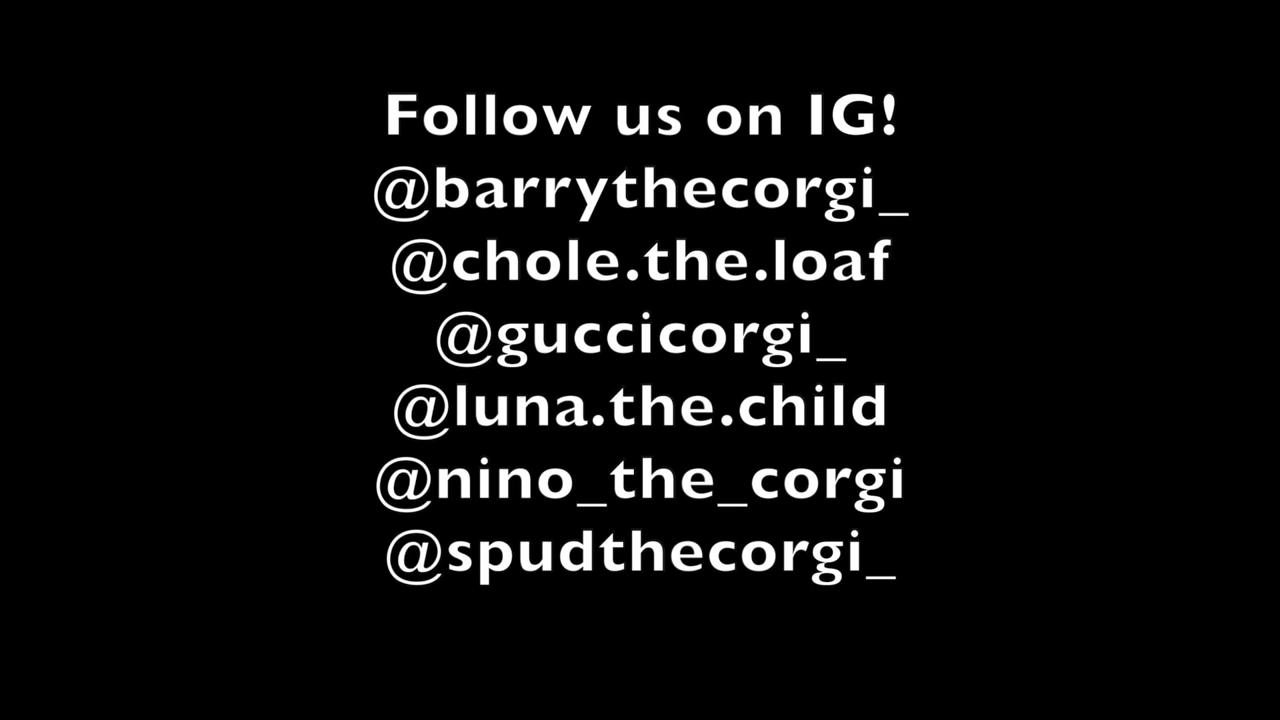 Follow us on IG!
@barrythecorgi_
@chole.the.loaf
@guccicorgi_
@luna.the.child
@nino_the_corgi
@spudthecorgi_